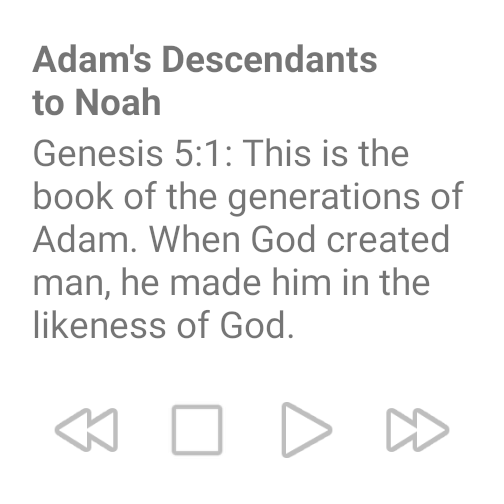 Adam's Descendants
to Noah
Genesis 5:1: This is the
book of the generations of
Adam. When God created
man, he made him in the
likeness of God.